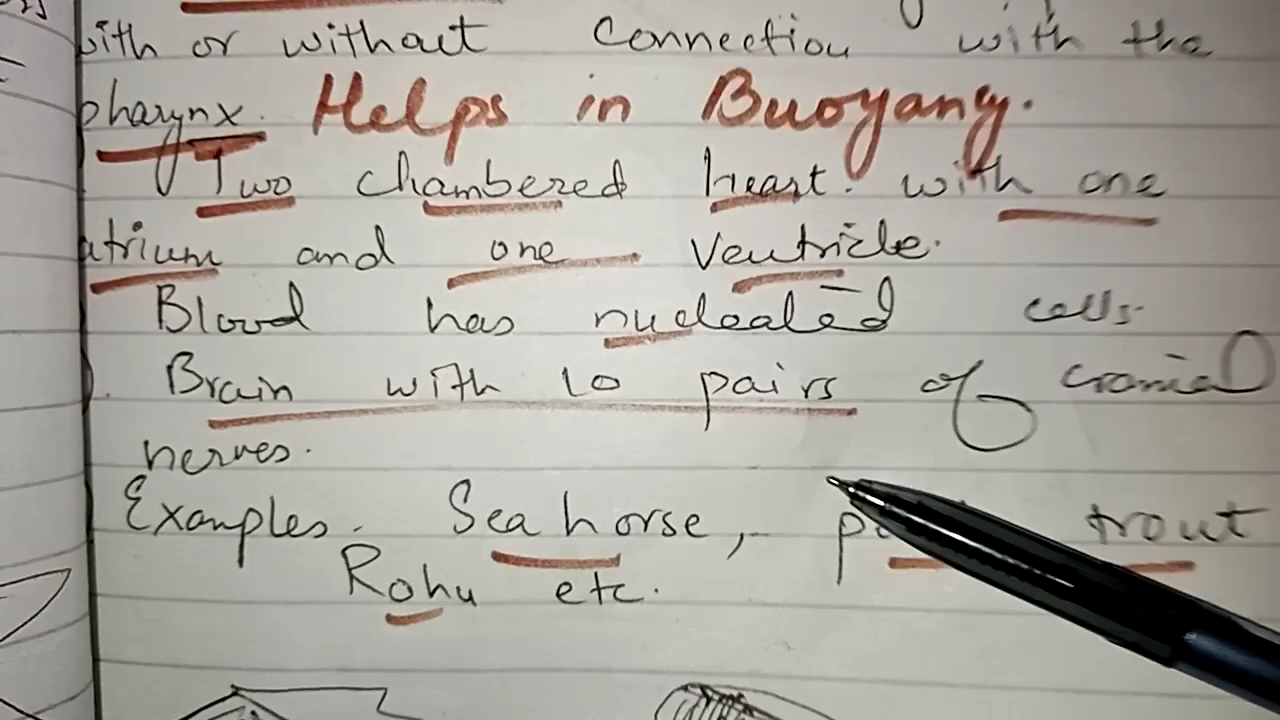 with or without connection with the
pharynx. Helps in Buoyancy.
Two chambered heart. with one
atrium and one ventricle.
Blood has nucleated cells.
Brain with 10 pairs of cranial
nerves.
Examples. Sea horse, trout
Rohu etc.